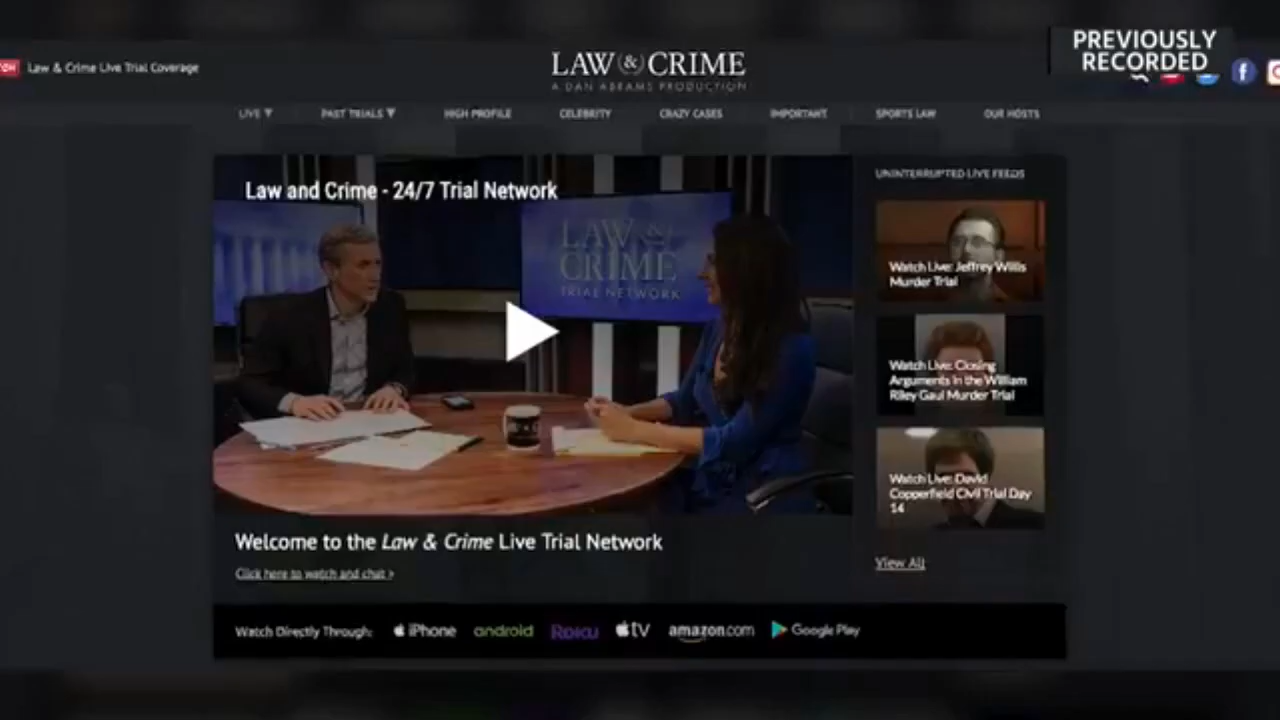 PREVIOUSLY
RECORDED
Law & Crime Live Trial Coverage
LAW & CRIME
A DAN ABRAMS PRODUCTION
LIVE ▼
PAST TRIALS ▼
HIGH PROFILE
CELEBRITY
CRAZY CASES
IMPORTANT
SPORTS LAW
OUR HOSTS
Law and Crime - 24/7 Trial Network
LAW &
CRIME
TRIAL NETWORK
UNINTERRUPTED LIVE FEEDS
Watch Live: Jeffrey Willis
Murder Trial
Watch Live: Closing
Arguments In the William
Riley Gaul Murder Trial
Watch Live: David
Copperfield Civil Trial Day
14
View All
Welcome to the Law & Crime Live Trial Network
Click here to watch and chat >
Watch Directly Through:
iPhone
android
Roku
tv
amazon.com
Google Play